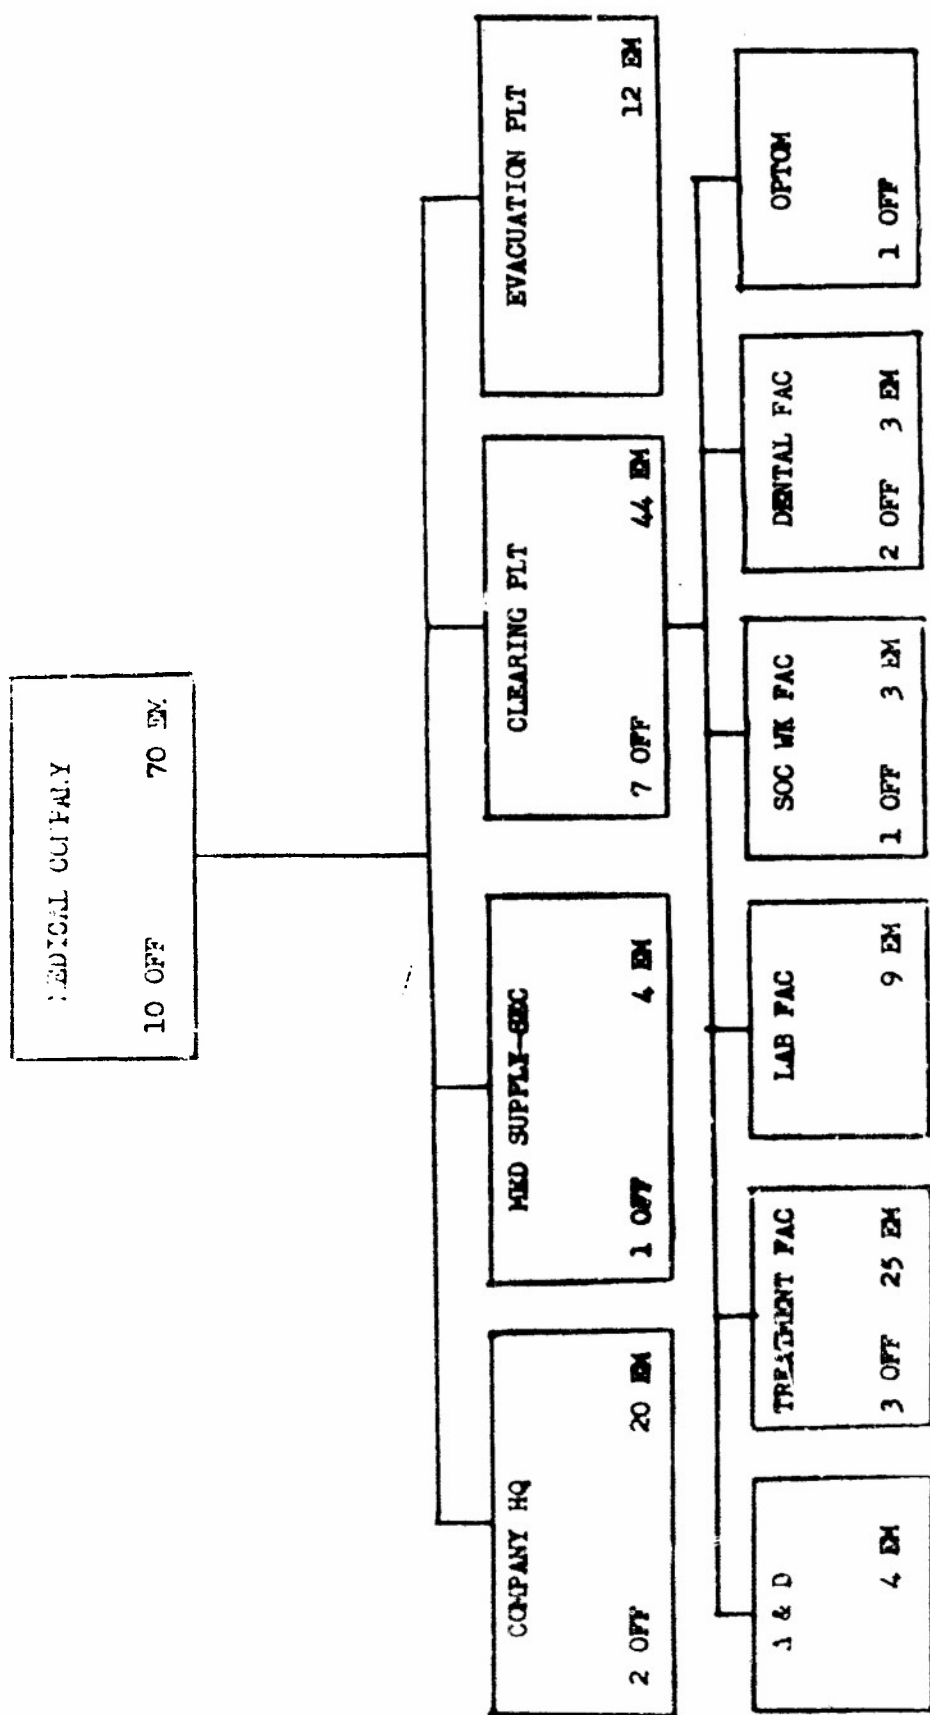 MEDICAL COMPANY
10 OFF 70 EM
COMPANY HQ
2 OFF 20 EM
MED SUPPLY-SEC
1 OFF 4 EM
CLEARING PLT
7 OFF 44 EM
EVACUATION PLT
12 EM
A & D
4 EM
TREATMENT FAC
3 OFF 25 EM
LAB FAC
9 EM
SOC WK FAC
1 OFF 3 EM
DENTAL FAC
2 OFF 3 EM
OPTOM
1 OFF